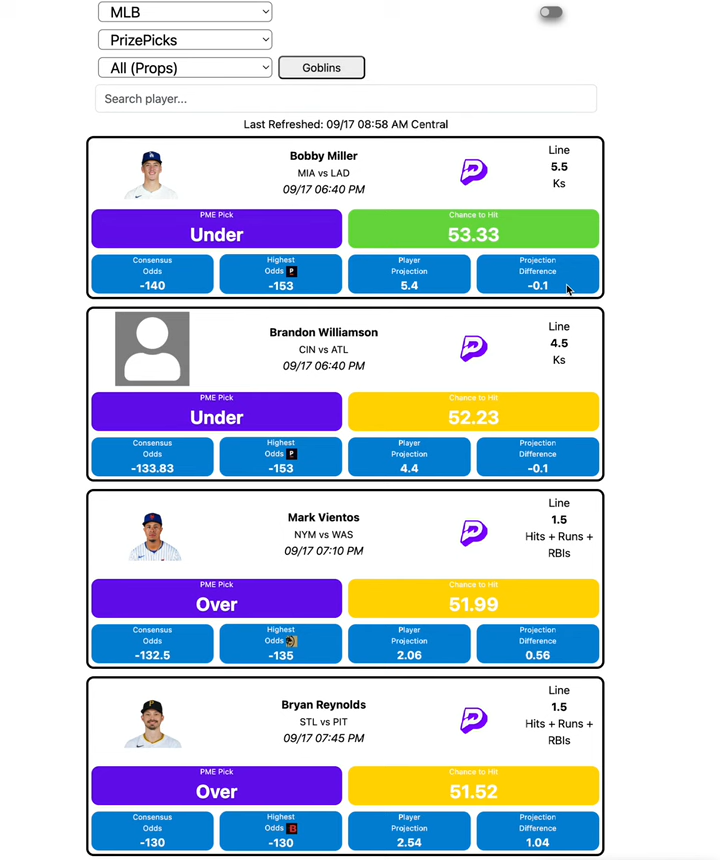 MLB
PrizePicks
All (Props)
Goblins
Search player...
Last Refreshed: 09/17 08:58 AM Central
Bobby Miller
MIA vs LAD
09/17 06:40 PM
Line
5.5
Ks
PME Pick
Under
Chance to Hit
53.33
Consensus
Odds
-140
Highest
Odds P
-153
Player
Projection
5.4
Projection
Difference
-0.1
Brandon Williamson
CIN vs ATL
09/17 06:40 PM
Line
4.5
Ks
PME Pick
Under
Chance to Hit
52.23
Consensus
Odds
-133.83
Highest
Odds P
-153
Player
Projection
4.4
Projection
Difference
-0.1
Mark Vientos
NYM vs WAS
09/17 07:10 PM
Line
1.5
Hits + Runs +
RBIs
PME Pick
Over
Chance to Hit
51.99
Consensus
Odds
-132.5
Highest
Odds
-135
Player
Projection
2.06
Projection
Difference
0.56
Bryan Reynolds
STL vs PIT
09/17 07:45 PM
Line
1.5
Hits + Runs +
RBIs
PME Pick
Over
Chance to Hit
51.52
Consensus
Odds
-130
Highest
Odds B
-130
Player
Projection
2.54
Projection
Difference
1.04